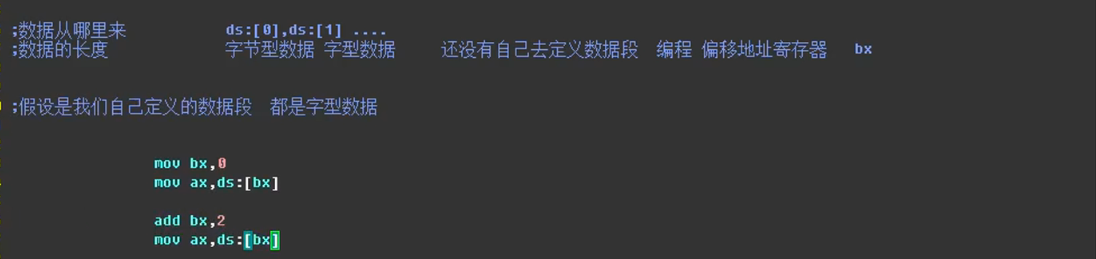 ;数据从哪里来 ds:[0],ds:[1] ....
;数据的长度 字节型数据 字型数据 还没有自己去定义数据段 编程 偏移地址寄存器 bx
;假设是我们自己定义的数据段 都是字型数据
mov bx,0
mov ax,ds:[bx]
add bx,2
mov ax,ds:[bx]